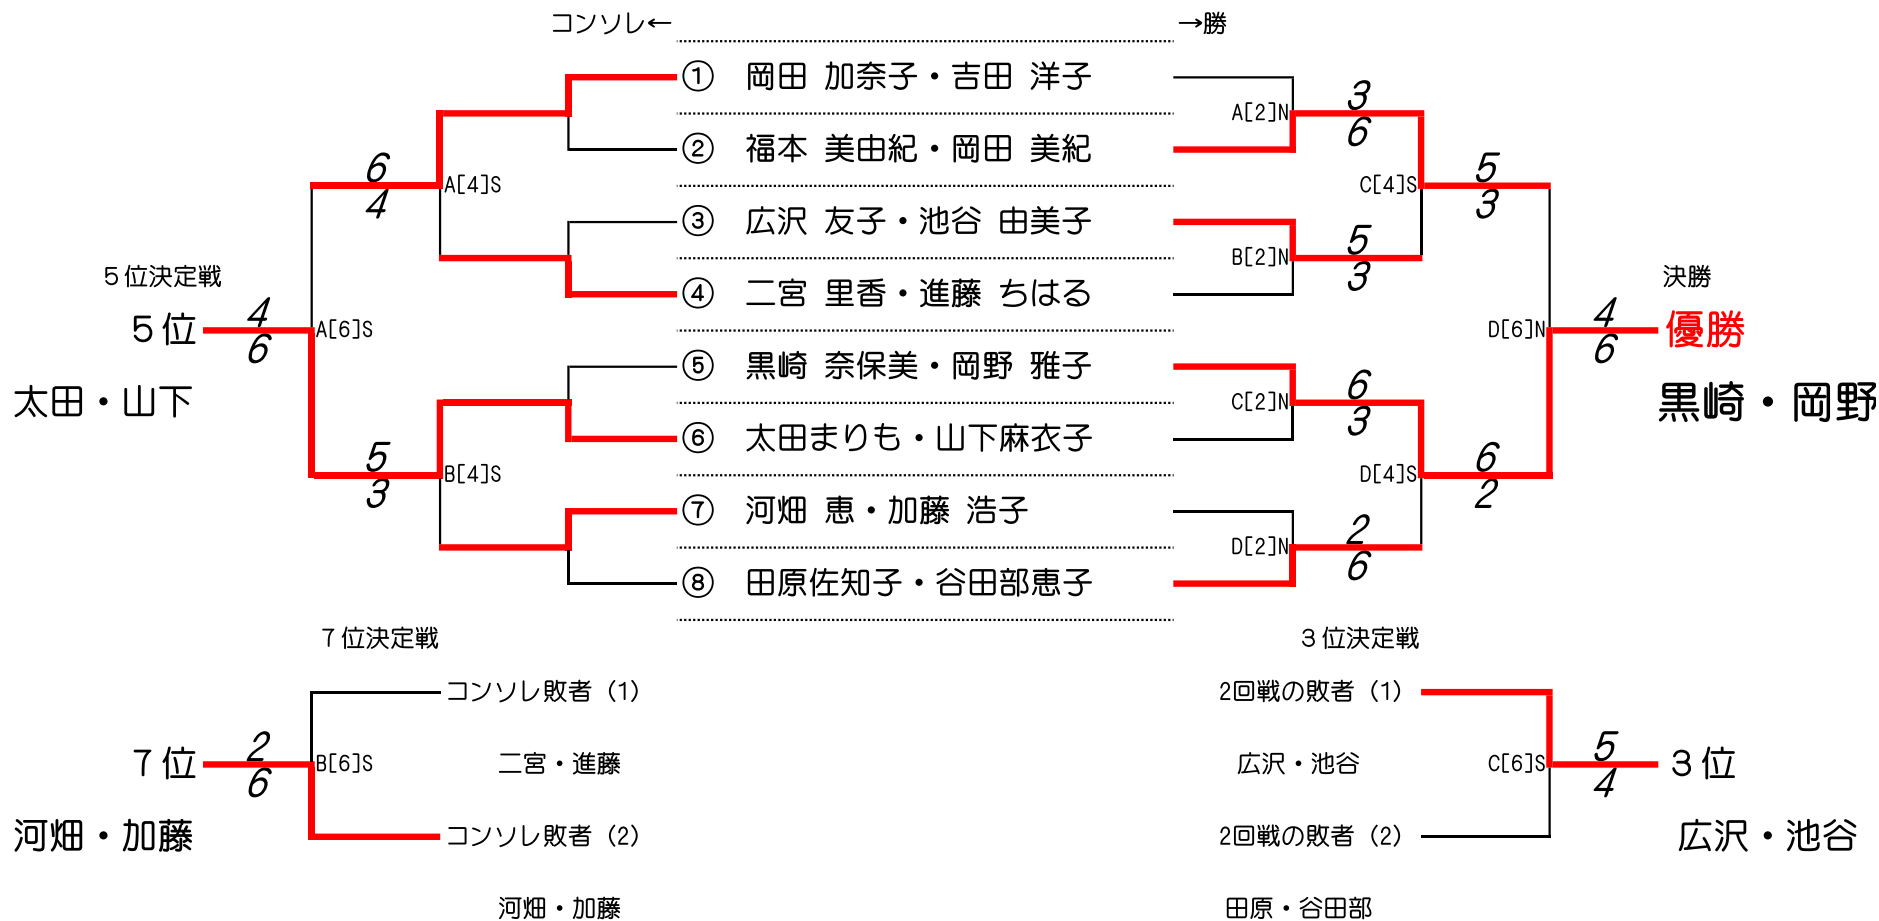 コンソレ← →勝
① 岡田 加奈子・吉田 洋子
3
A[2]N
② 福本 美由紀・岡田 美紀
6
6 5
A[4]S C[4]S
4 3
③ 広沢 友子・池谷 由美子
5
B[2]N
5位決定戦 決勝
④ 二宮 里香・進藤 ちはる
3
4 4
5位 A[6]S D[6]N 優勝
6 6
⑤ 黒崎 奈保美・岡野 雅子
6
太田・山下 C[2]N 黒崎・岡野
3
⑥ 太田まりも・山下麻衣子
5 6
B[4]S D[4]S
3 2
⑦ 河畑 恵・加藤 浩子
2
D[2]N
6
⑧ 田原佐知子・谷田部恵子
7位決定戦 3位決定戦
コンソレ敗者(1) 2回戦の敗者(1)
2 5
7位 B[6]S 二宮・進藤 広沢・池谷 C[6]S 3位
6 4
河畑・加藤 コンソレ敗者(2) 2回戦の敗者(2) 広沢・池谷
河畑・加藤 田原・谷田部